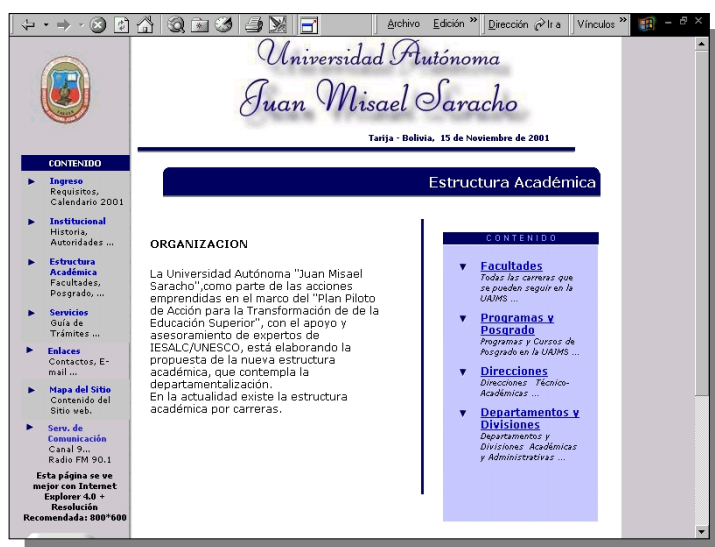 Archivo Edición » Dirección Ir a Vínculos »
Universidad Autónoma
Juan Misael Saracho
Tarija - Bolivia, 15 de Noviembre de 2001
CONTENIDO
Ingreso
Requisitos,
Calendario 2001
Institucional
Historia,
Autoridades ...
Estructura
Académica
Facultades,
Posgrado, ...
Servicios
Guía de
Trámites ...
Enlaces
Contactos, E-
mail ...
Mapa del Sitio
Contenido del
Sitio web.
Serv. de
Comunicación
Canal 9...
Radio FM 90.1
Esta página se ve
mejor con Internet
Explorer 4.0 +
Resolución
Recomendada: 800*600
Estructura Académica
ORGANIZACION
La Universidad Autónoma "Juan Misael
Saracho",como parte de las acciones
emprendidas en el marco del "Plan Piloto
de Acción para la Transformación de de la
Educación Superior", con el apoyo y
asesoramiento de expertos de
IESALC/UNESCO, está elaborando la
propuesta de la nueva estructura
académica, que contempla la
departamentalización.
En la actualidad existe la estructura
académica por carreras.
CONTENIDO
Facultades
Todas las carreras que
se pueden seguir en la
UAJMS ...
Programas y
Posgrado
Programas y Cursos de
Posgrado en la UAJMS ...
Direcciones
Direcciones Técnico-
Académicas ...
Departamentos y
Divisiones
Departamentos y
Divisiones Académicas
y Administrativas ...